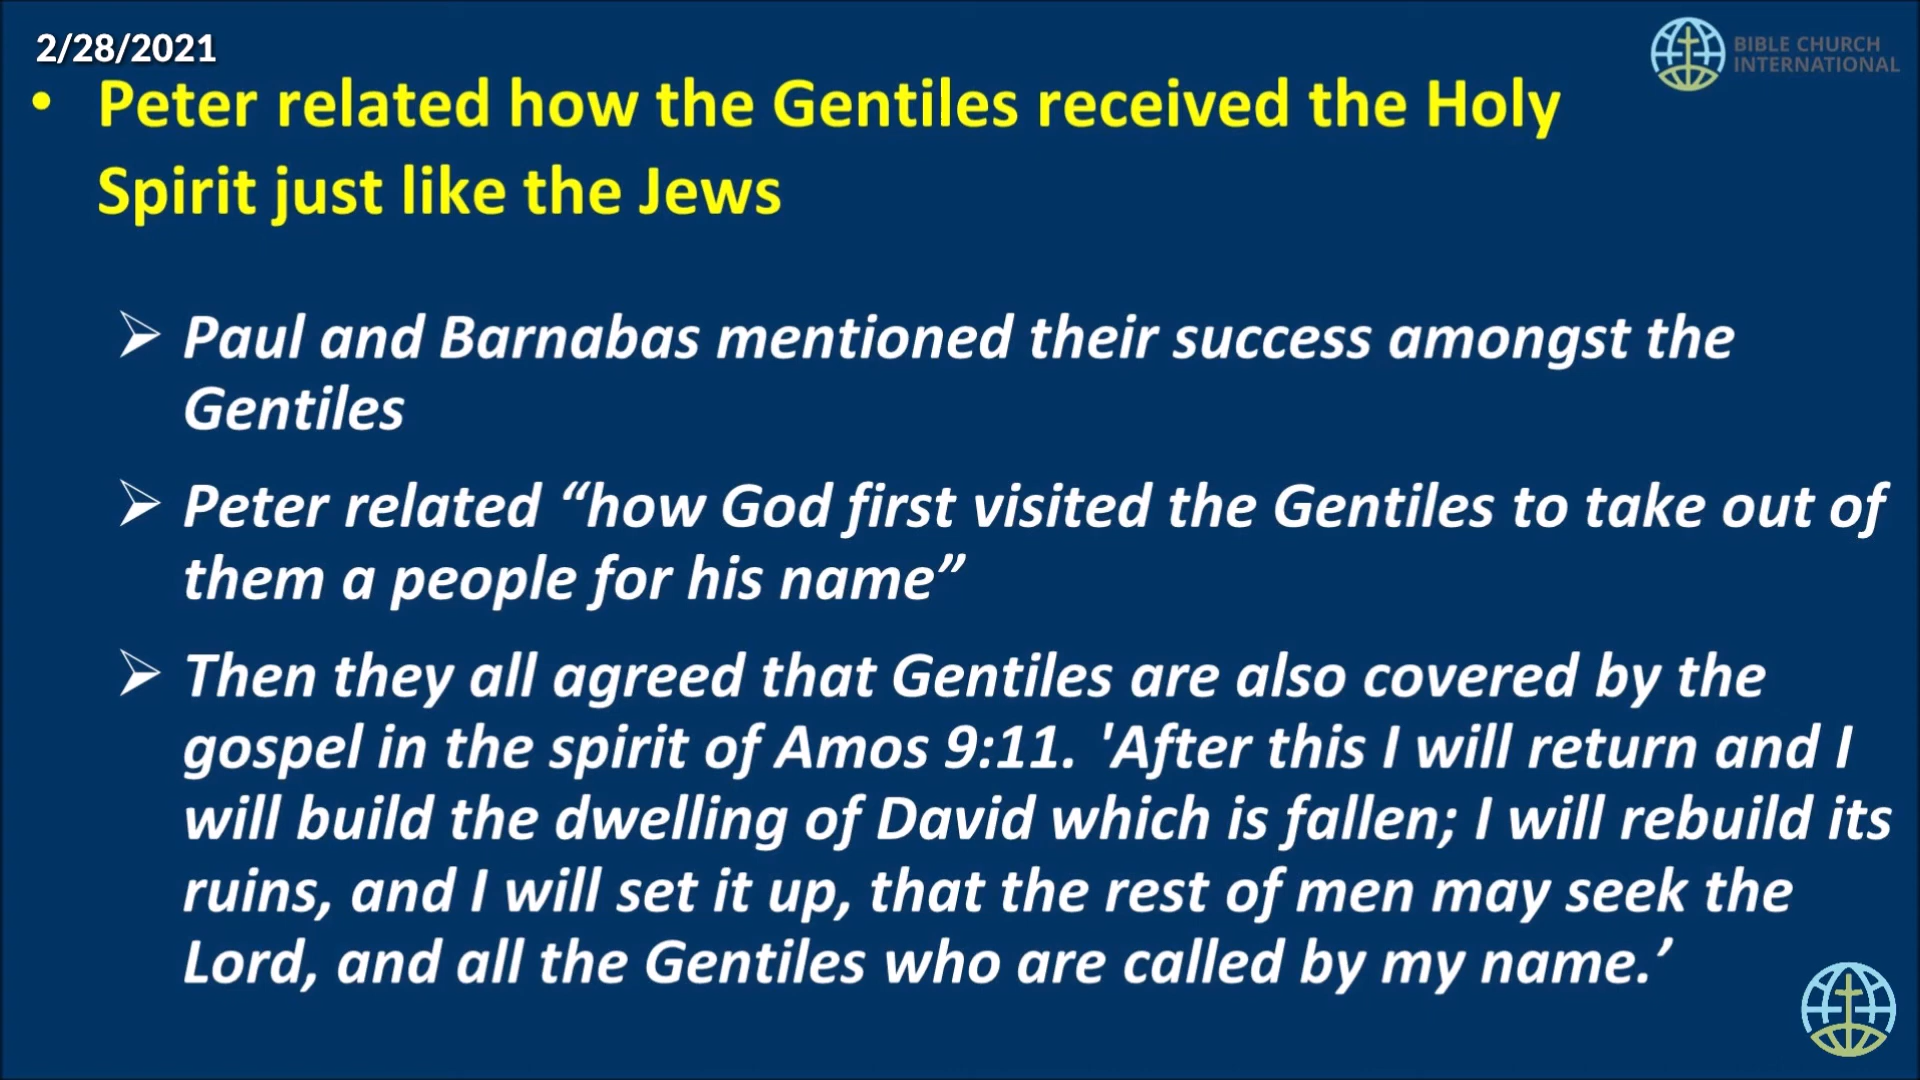 2/28/2021
BIBLE CHURCH
INTERNATIONAL
• Peter related how the Gentiles received the Holy
Spirit just like the Jews
➢ Paul and Barnabas mentioned their success amongst the
Gentiles
➢ Peter related “how God first visited the Gentiles to take out of
them a people for his name”
➢ Then they all agreed that Gentiles are also covered by the
gospel in the spirit of Amos 9:11. 'After this I will return and I
will build the dwelling of David which is fallen; I will rebuild its
ruins, and I will set it up, that the rest of men may seek the
Lord, and all the Gentiles who are called by my name.’